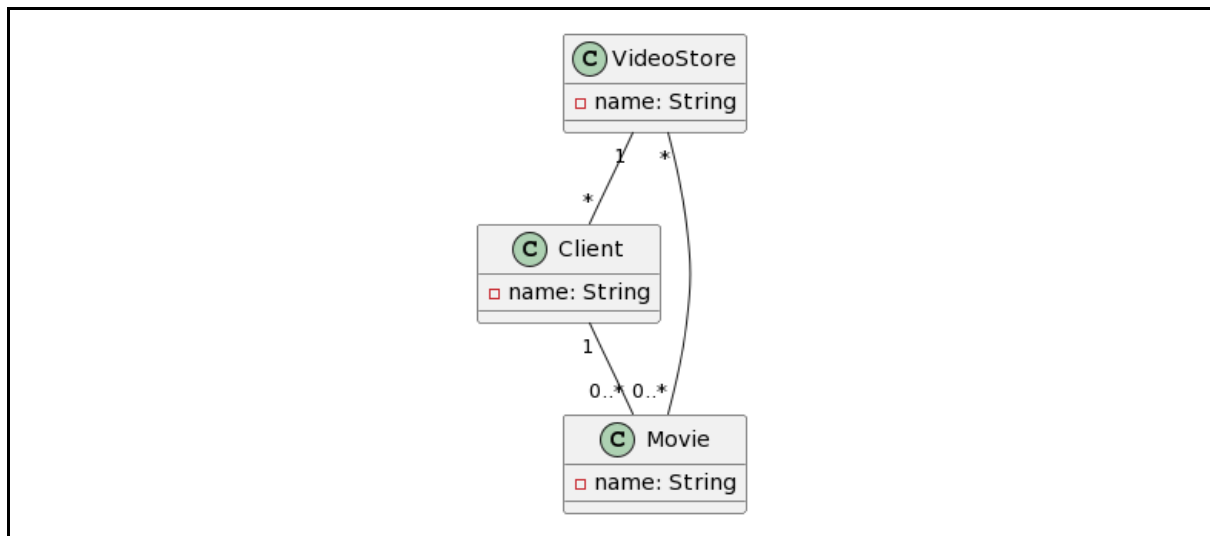 C VideoStore
name: String
1
*
*
C Client
name: String
1
0..*
0..*
C Movie
name: String